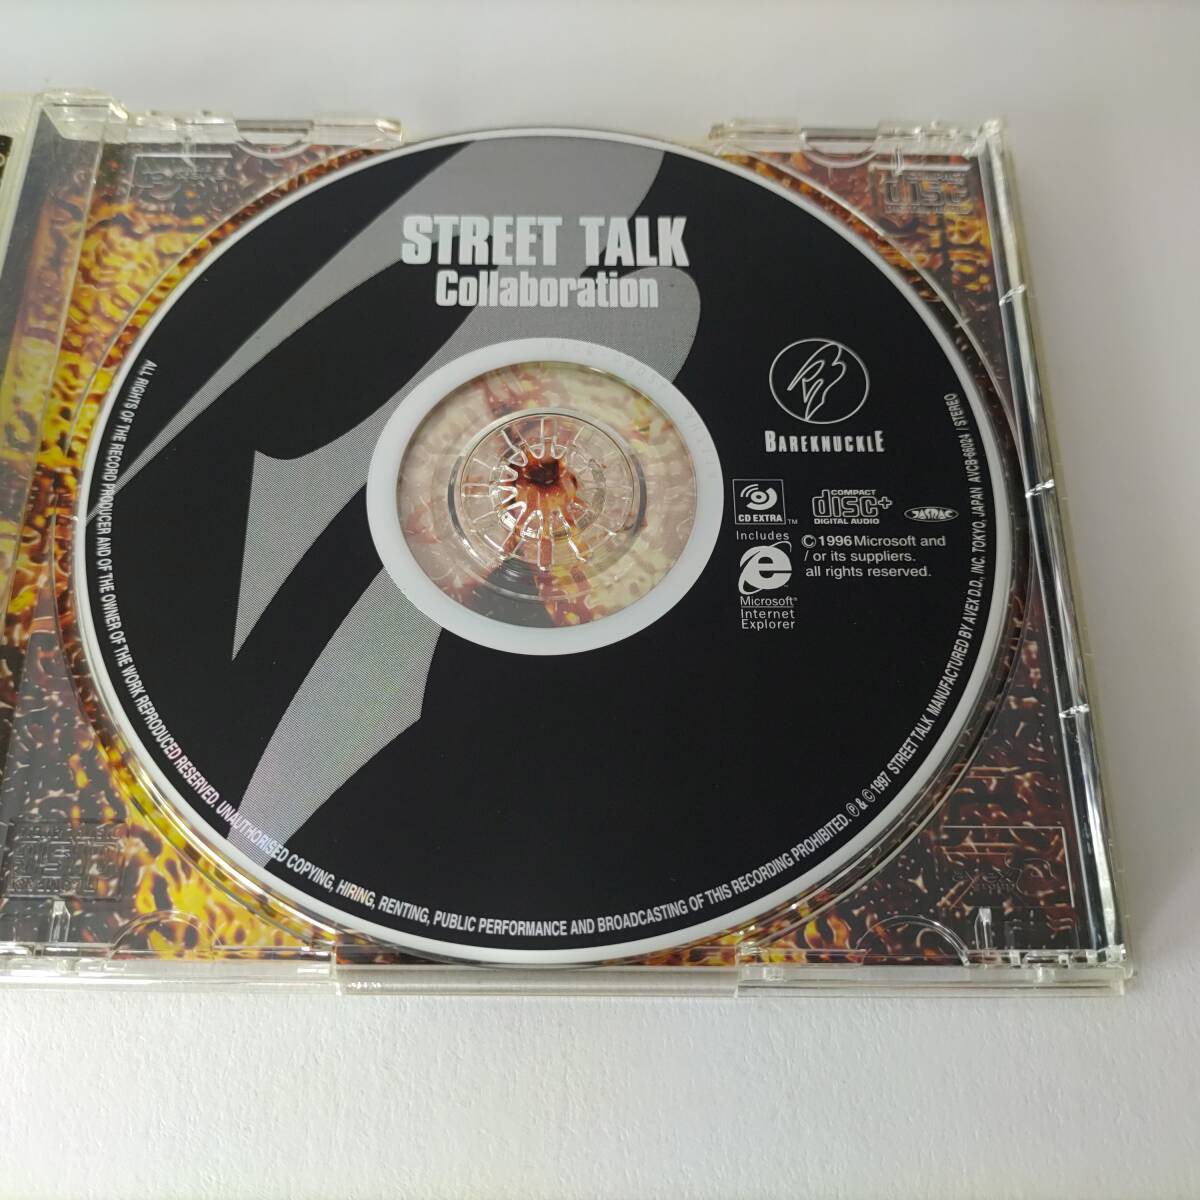 STREET TALK
Collaboration
BAREKNUCKLE
CD EXTRA™
COMPACT
disc+
DIGITAL AUDIO
JASRAC
Includes
Microsoft®
Internet
Explorer
©1996 Microsoft and
/ or its suppliers.
all rights reserved.
ALL RIGHTS OF THE RECORD PRODUCER AND OF THE OWNER OF THE WORK REPRODUCED RESERVED. UNAUTHORISED COPYING, HIRING, RENTING, PUBLIC PERFORMANCE AND BROADCASTING OF THIS RECORDING PROHIBITED. ℗ & © 1997 STREET TALK MANUFACTURED BY AVEX D.D., INC. TOKYO, JAPAN AVCB-66024 / STEREO
COMPACT
disc